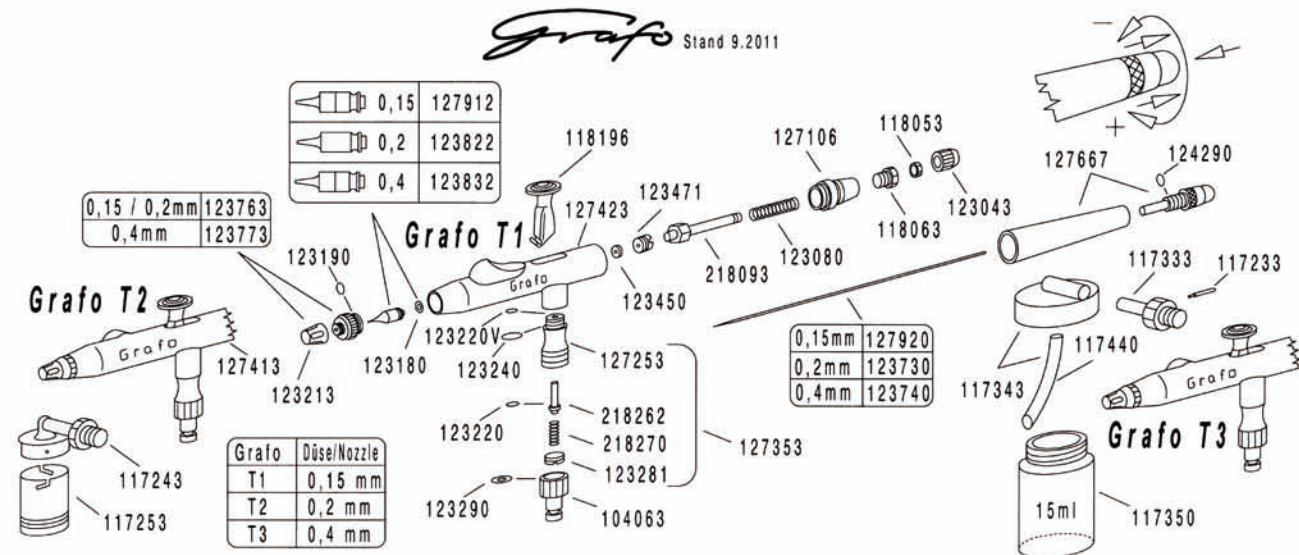 Grafo Stand 9.2011
0,15 127912
0,2 123822
0,4 123832
0,15 / 0,2mm 123763
0,4mm 123773
118196
127423
123471
127106
118053
118063
123043
127667
124290
− 
+
Grafo T1
Grafo
123190
123450
218093
123080
117333
117233
Grafo T2
Grafo
127413
123213
123180
123220V
123240
127253
0,15mm 127920
0,2mm 123730
0,4mm 123740
117440
117343
Grafo
Grafo T3
123220
218262
218270
123281
127353
123290
104063
117243
117253
Grafo Düse/Nozzle
T1 0,15 mm
T2 0,2 mm
T3 0,4 mm
15ml
117350